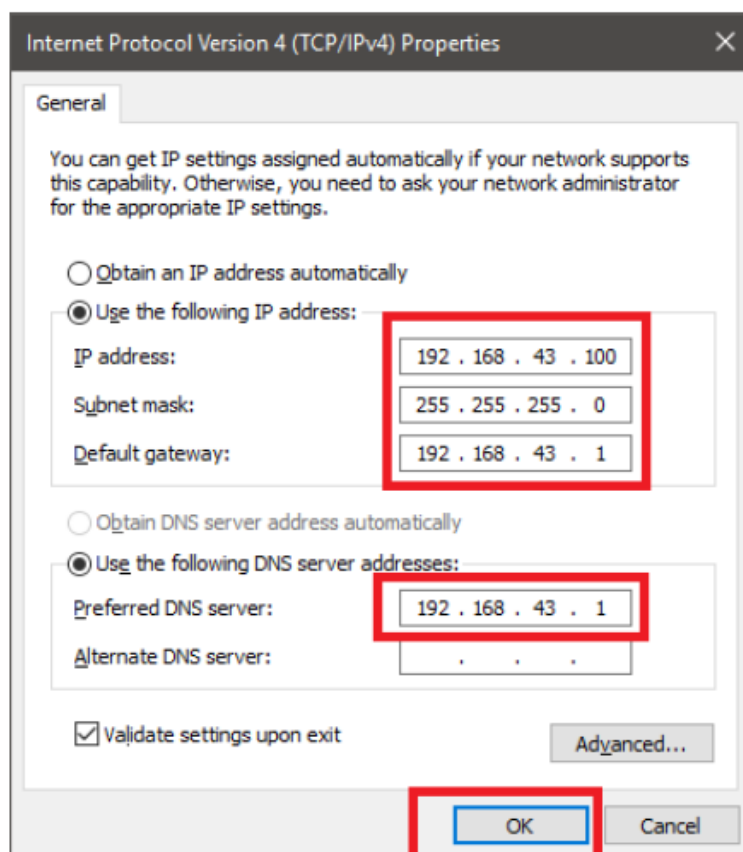 Internet Protocol Version 4 (TCP/IPv4) Properties
General
You can get IP settings assigned automatically if your network supports
this capability. Otherwise, you need to ask your network administrator
for the appropriate IP settings.
Obtain an IP address automatically
Use the following IP address:
IP address: 192 . 168 . 43 . 100
Subnet mask: 255 . 255 . 255 . 0
Default gateway: 192 . 168 . 43 . 1
Obtain DNS server address automatically
Use the following DNS server addresses:
Preferred DNS server: 192 . 168 . 43 . 1
Alternate DNS server: . . .
Validate settings upon exit
Advanced...
OK Cancel